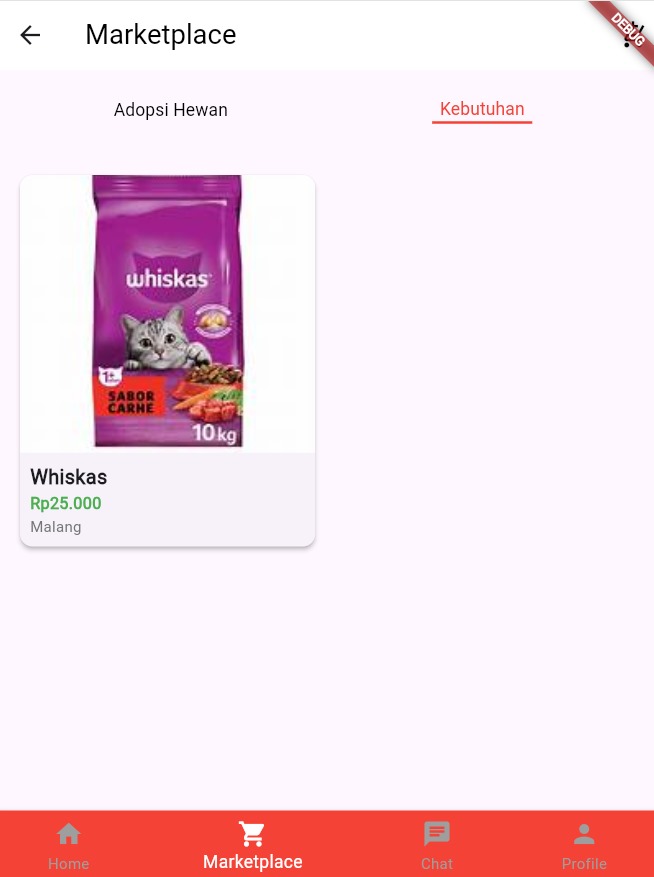 Marketplace
DEBUG
Adopsi Hewan
Kebutuhan
whiskas
1+
SABOR
CARNE
10kg
Whiskas
Rp25.000
Malang
Home
Marketplace
Chat
Profile